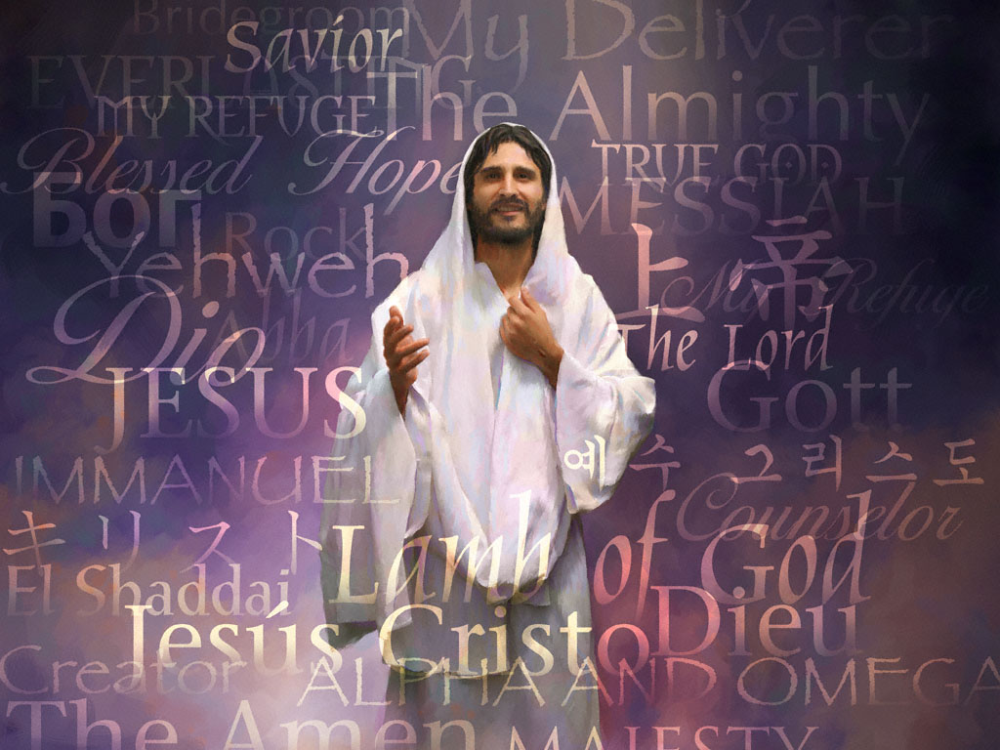 Bridegroom
Savior
My Deliverer
EVERLASTING
The Almighty
MY REFUGE
Blessed Hope
TRUE GOD
MESSIAH
Бог
Rock
Yehweh
上帝
My Refuge
Dio
Abba
The Lord
JESUS
Gott
IMMANUEL
예수 그리스도
Counselor
キリスト
Lamb of God
El Shaddai
Jesús Cristo
Dieu
Creator
ALPHA AND OMEGA
The Amen
MAJESTY